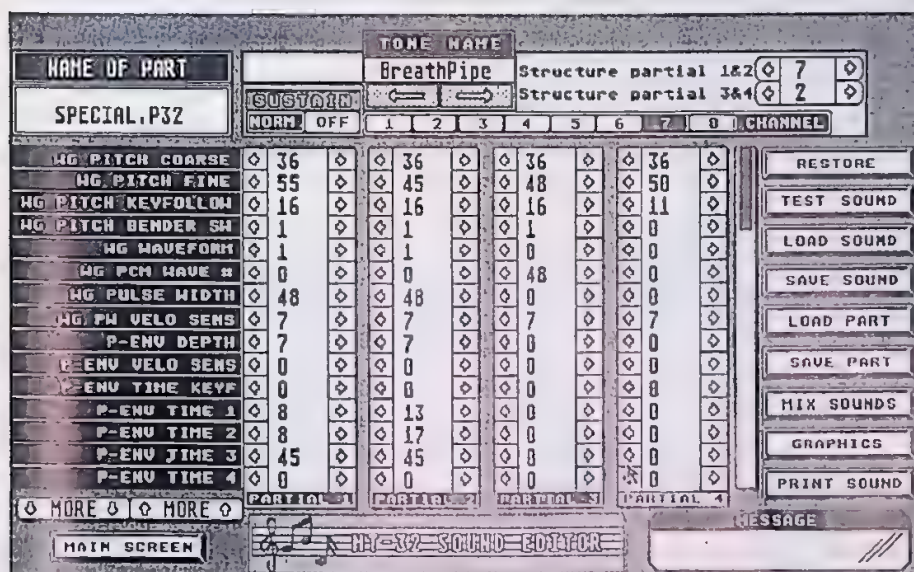 TONE NAME
NAME OF PART
BreathPipe
Structure partial 1&2 7
Structure partial 3&4 2
SPECIAL.P32
SUSTAIN
NORM. OFF
1 2 3 4 5 6 7 8 CHANNEL
WG PITCH COARSE 36 36 36 36
WG PITCH FINE 55 45 48 50
WG PITCH KEYFOLLOW 16 16 16 11
WG PITCH BENDER SW 1 1 1 0
WG WAVEFORM 1 1 0 0
WG PCM WAVE # 0 0 48 0
WG PULSE WIDTH 48 48 0 0
WG PW VELO SENS 7 7 7 7
P-ENV DEPTH 7 7 0 0
P-ENV VELO SENS 0 0 0 0
P-ENV TIME KEYF 0 0 0 0
P-ENV TIME 1 8 13 0 0
P-ENV TIME 2 8 17 0 0
P-ENV TIME 3 45 45 0 0
P-ENV TIME 4 0 0 0 0
PARTIAL 1 PARTIAL 2 PARTIAL 3 PARTIAL 4
RESTORE
TEST SOUND
LOAD SOUND
SAVE SOUND
LOAD PART
SAVE PART
MIX SOUNDS
GRAPHICS
PRINT SOUND
MORE MORE
MAIN SCREEN
MT-32 SOUND EDITOR
MESSAGE